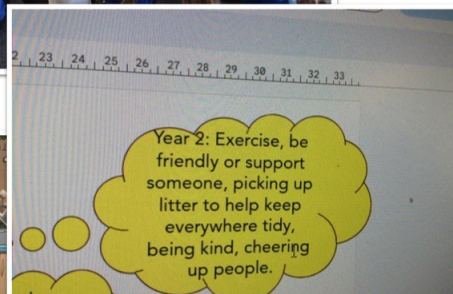 23 24 25 26 27 28 29 30 31 32 33
Year 2: Exercise, be
friendly or support
someone, picking up
litter to help keep
everywhere tidy,
being kind, cheering
up people.